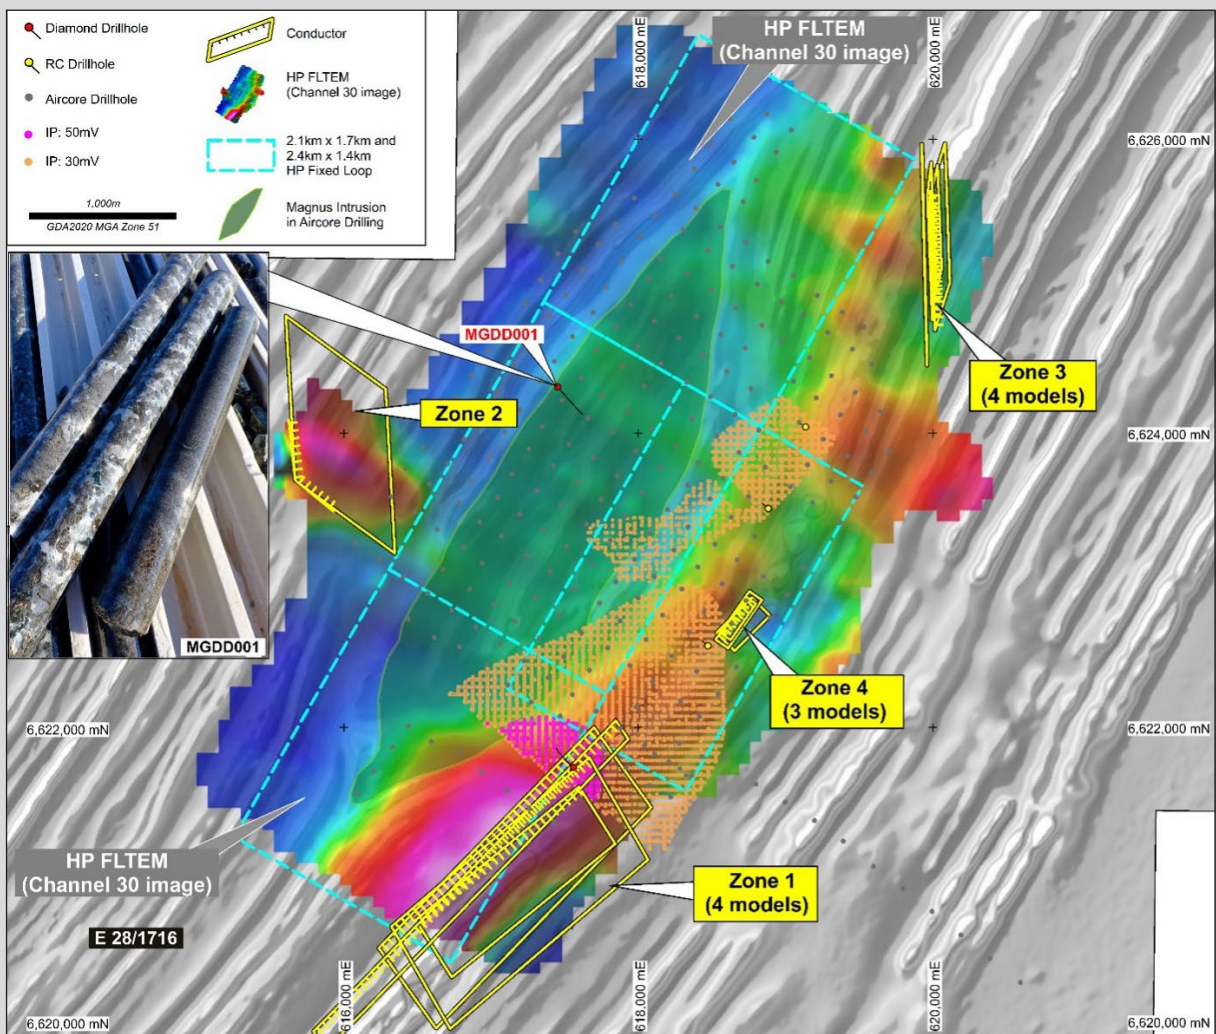 Diamond Drillhole
RC Drillhole
Aircore Drillhole
IP: 50mV
IP: 30mV
1,000m
GDA2020 MGA Zone 51
Conductor
HP FLTEM
(Channel 30 image)
2.1km x 1.7km and
2.4km x 1.4km
HP Fixed Loop
Magnus Intrusion
in Aircore Drilling
618,000 mE
HP FLTEM
(Channel 30 image)
620,000 mE
6,626,000 mN
MGDD001
Zone 3
(4 models)
Zone 2
6,624,000 mN
MGDD001
Zone 4
(3 models)
6,622,000 mN
6,622,000 mN
HP FLTEM
(Channel 30 image)
Zone 1
(4 models)
E 28/1716
616,000 mE
618,000 mE
620,000 mE
6,620,000 mN
6,620,000 mN